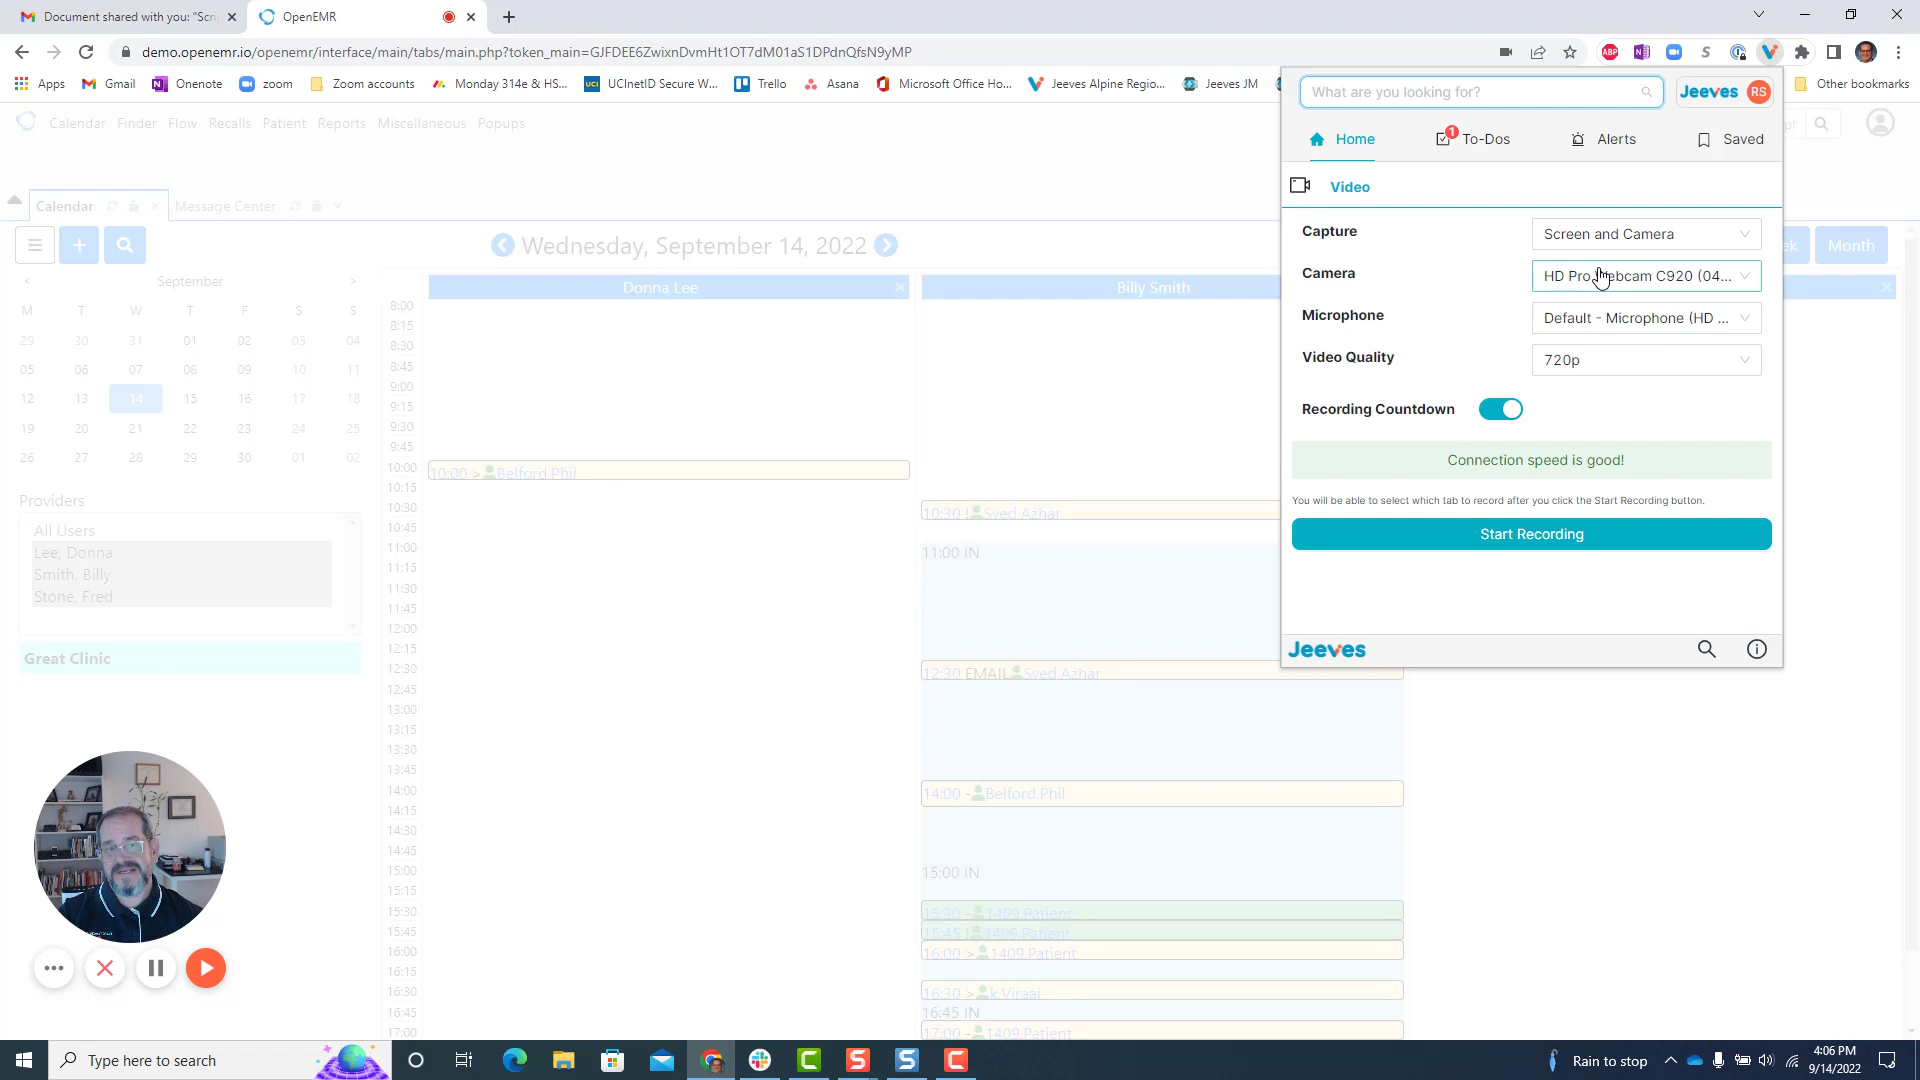 Document shared with you: "Scri
OpenEMR
demo.openemr.io/openemr/interface/main/tabs/main.php?token_main=GJFDEE6ZwixnDvmHt1OT7dM01aS1DPdnQfsN9yMP
Apps
Gmail
Onenote
zoom
Zoom accounts
Monday 314e & HS...
UCInetID Secure W...
Trello
Asana
Microsoft Office Ho...
Jeeves Alpine Regio...
Jeeves JM
Other bookmarks
Calendar Finder Flow Recalls Patient Reports Miscellaneous Popups
What are you looking for?
Jeeves RS
Home
1
To-Dos
Alerts
Saved
Video
Calendar
Message Center
Wednesday, September 14, 2022
Month
Capture
Screen and Camera
Camera
HD Pro Webcam C920 (04...
Microphone
Default - Microphone (HD ...
Video Quality
720p
Recording Countdown
Connection speed is good!
You will be able to select which tab to record after you click the Start Recording button.
Start Recording
Jeeves
< September >
M T W T F S S
29 30 31 01 02 03 04
05 06 07 08 09 10 11
12 13 14 15 16 17 18
19 20 21 22 23 24 25
26 27 28 29 30 01 02
Providers
All Users
Lee, Donna
Smith, Billy
Stone, Fred
Great Clinic
Donna Lee
Billy Smith
8:00
8:15
8:30
8:45
9:00
9:15
9:30
9:45
10:00
10:15
10:30
10:45
11:00
11:15
11:30
11:45
12:00
12:15
12:30
12:45
13:00
13:15
13:30
13:45
14:00
14:15
14:30
14:45
15:00
15:15
15:30
15:45
16:00
16:15
16:30
16:45
17:00
10:00 > Belford.Phil
10:30 ! Syed.Azhar
11:00 IN
12:30 EMAIL Syed.Azhar
14:00 - Belford.Phil
15:00 IN
15:30 - 1409.Patient
15:45 ! 1409.Patient
16:00 > 1409.Patient
16:30 > k.Viraaj
16:45 IN
17:00 - 1409.Patient
Type here to search
Rain to stop
4:06 PM
9/14/2022